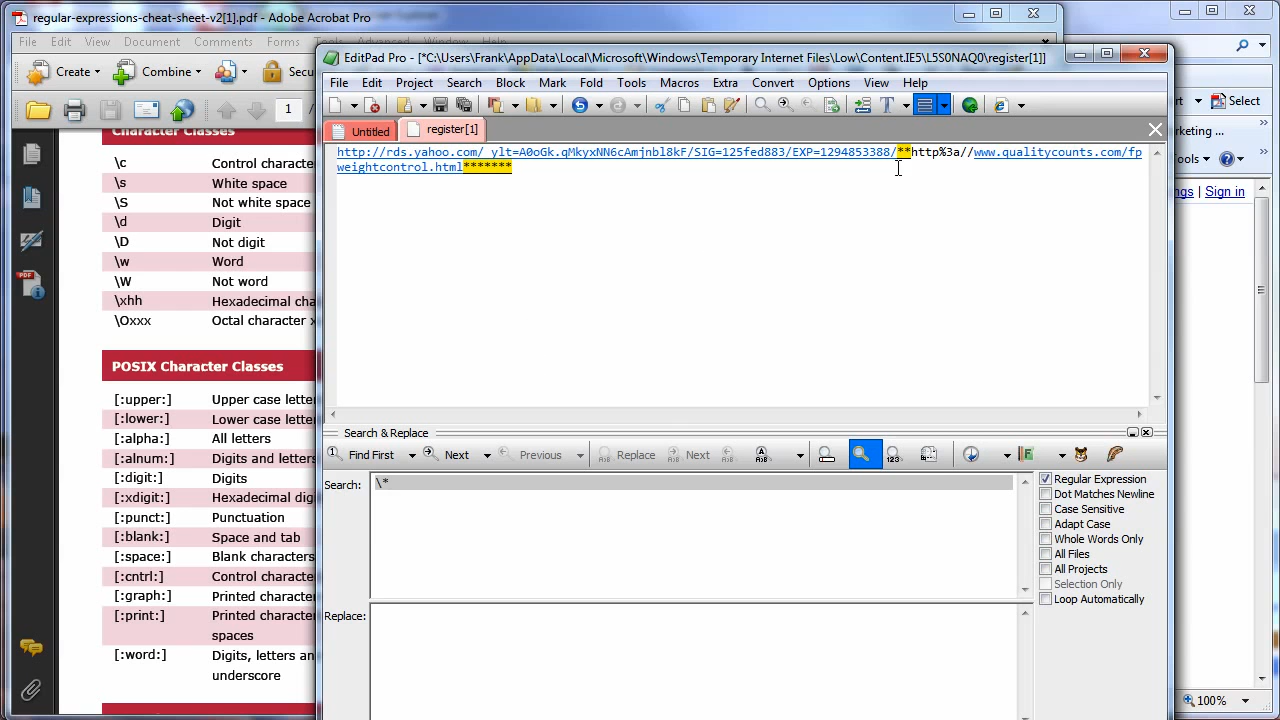 regular-expressions-cheat-sheet-v2[1].pdf - Adobe Acrobat Pro
File Edit View Document Comments Forms Tools Advanced
Create Combine Secu
1
Character Classes
\c Control characte
\s White space
\S Not white space
\d Digit
\D Not digit
\w Word
\W Not word
\xhh Hexadecimal cha
\Oxxx Octal character x
POSIX Character Classes
[:upper:] Upper case lette
[:lower:] Lower case lette
[:alpha:] All letters
[:alnum:] Digits and letters
[:digit:] Digits
[:xdigit:] Hexadecimal dig
[:punct:] Punctuation
[:blank:] Space and tab
[:space:] Blank characters
[:cntrl:] Control characte
[:graph:] Printed characte
[:print:] Printed characte
spaces
[:word:] Digits, letters an
underscore
EditPad Pro - [*C:\Users\Frank\AppData\Local\Microsoft\Windows\Temporary Internet Files\Low\Content.IE5\L5S0NAQ0\register[1]]
File Edit Project Search Block Mark Fold Tools Macros Extra Convert Options View Help
Untitled register[1]
http://rds.yahoo.com/_ylt=A0oGk.qMkyxNN6cAmjnbl8kF/SIG=125fed883/EXP=1294853388/**http%3a//www.qualitycounts.com/fp
weightcontrol.html*******
Search & Replace
Find First Next Previous Replace Next
Search: \*
Replace:
Regular Expression
Dot Matches Newline
Case Sensitive
Adapt Case
Whole Words Only
All Files
All Projects
Selection Only
Loop Automatically
Select
rketing ...
Tools
ngs | Sign in
100%